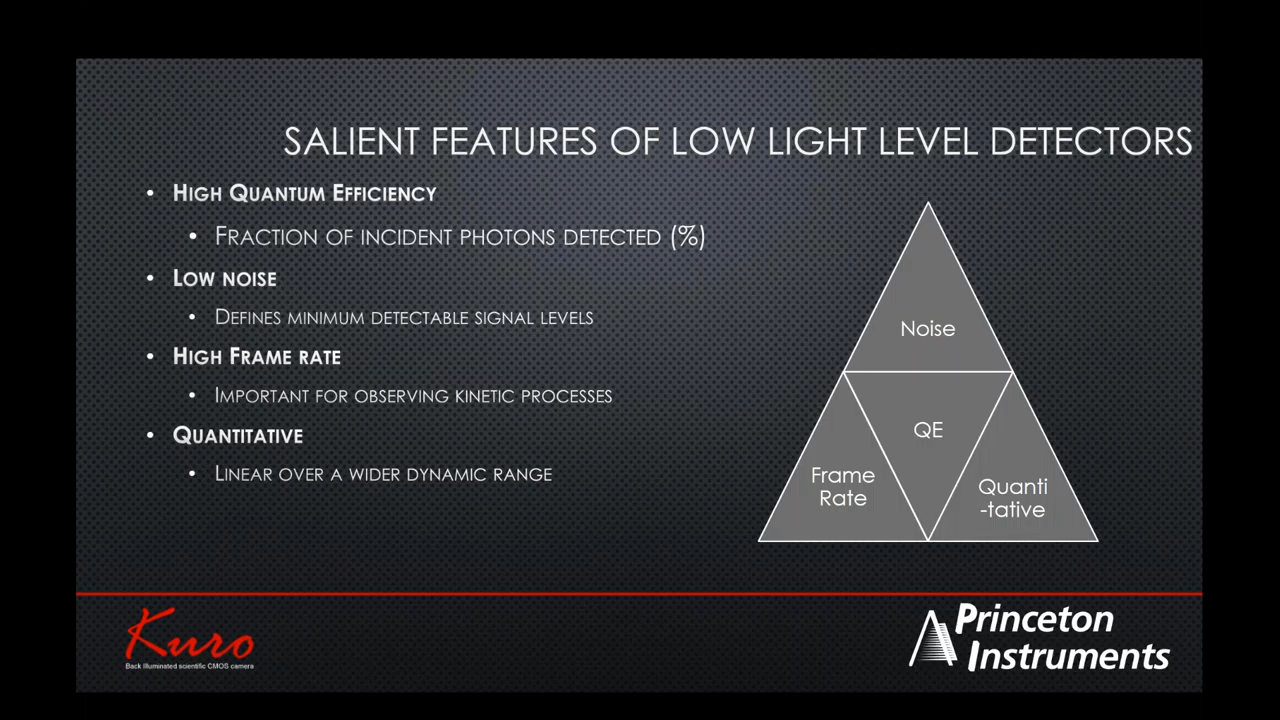 SALIENT FEATURES OF LOW LIGHT LEVEL DETECTORS
• HIGH QUANTUM EFFICIENCY
• FRACTION OF INCIDENT PHOTONS DETECTED (%)
• LOW NOISE
• DEFINES MINIMUM DETECTABLE SIGNAL LEVELS
• HIGH FRAME RATE
• IMPORTANT FOR OBSERVING KINETIC PROCESSES
• QUANTITATIVE
• LINEAR OVER A WIDER DYNAMIC RANGE
Noise
QE
Frame
Rate
Quanti
-tative
Kuro
Back Illuminated scientific CMOS camera
Princeton
Instruments